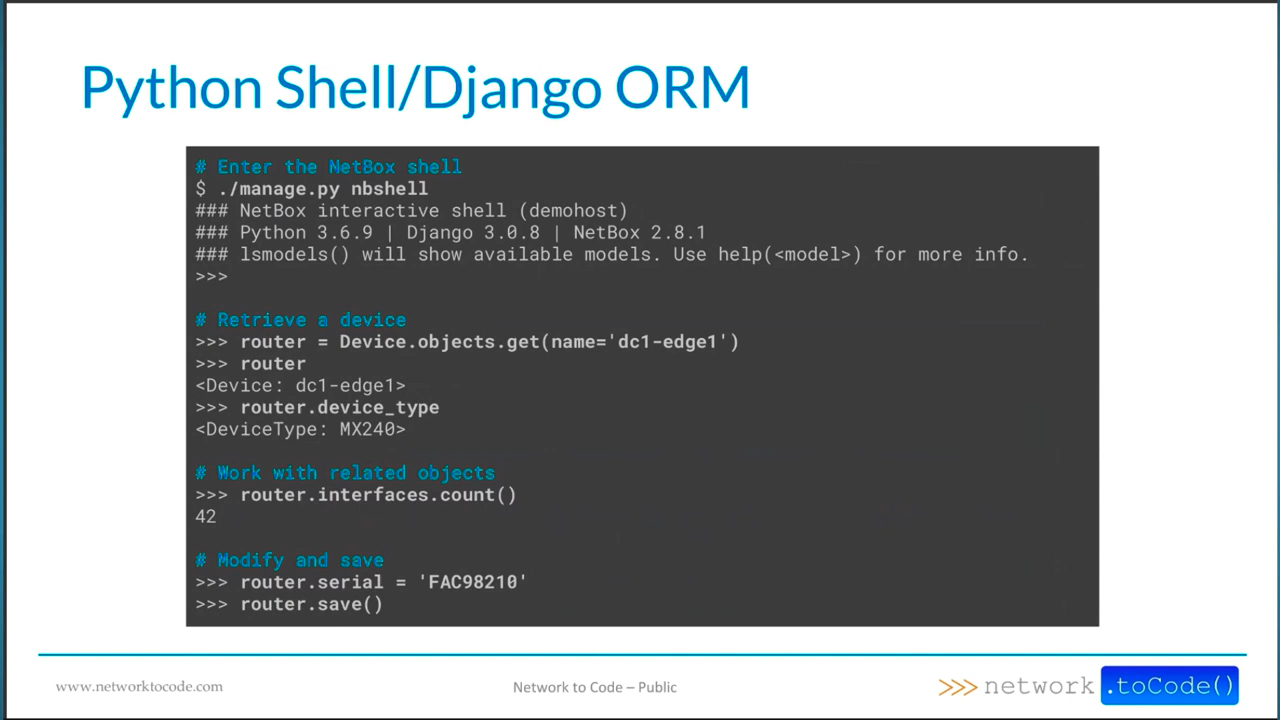 Python Shell/Django ORM
# Enter the NetBox shell
$ ./manage.py nbshell
### NetBox interactive shell (demohost)
### Python 3.6.9 | Django 3.0.8 | NetBox 2.8.1
### lsmodels() will show available models. Use help(<model>) for more info.
>>>
# Retrieve a device
>>> router = Device.objects.get(name='dc1-edge1')
>>> router
<Device: dc1-edge1>
>>> router.device_type
<DeviceType: MX240>
# Work with related objects
>>> router.interfaces.count()
42
# Modify and save
>>> router.serial = 'FAC98210'
>>> router.save()
www.networktocode.com
Network to Code – Public
>>> network .toCode()